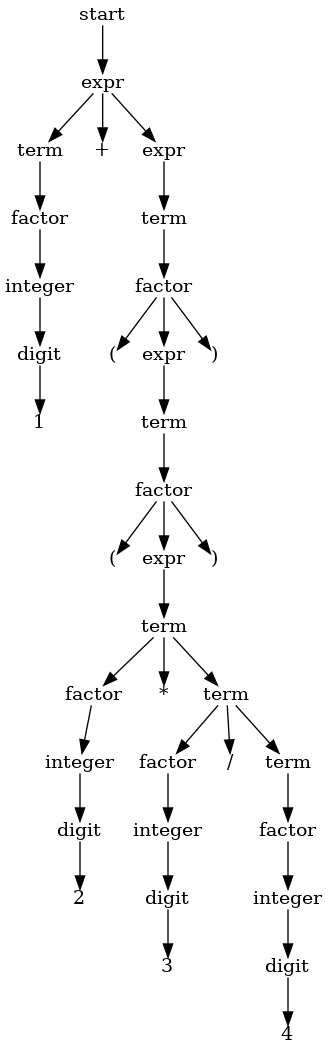 start
expr
term + expr
factor term
integer factor
digit ( expr )
1 term
factor
( expr )
term
factor * term
integer factor / term
digit integer factor
2 digit integer
3 digit
4